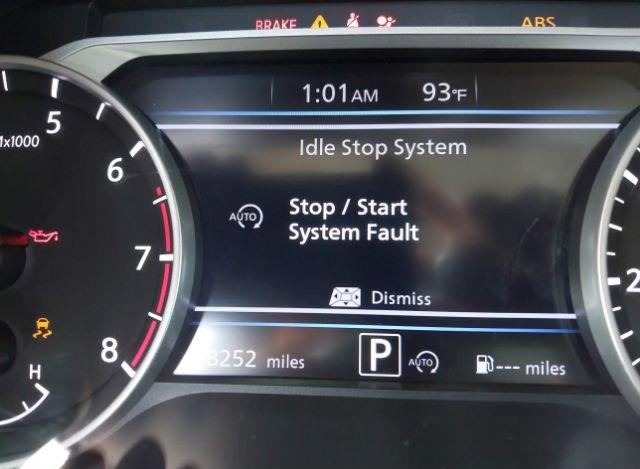 BRAKE ABS
1:01AM 93°F
5
x1000
6
Idle Stop System
AUTO
Stop / Start
System Fault
7
2
Dismiss
8
8252 miles P AUTO --- miles
H